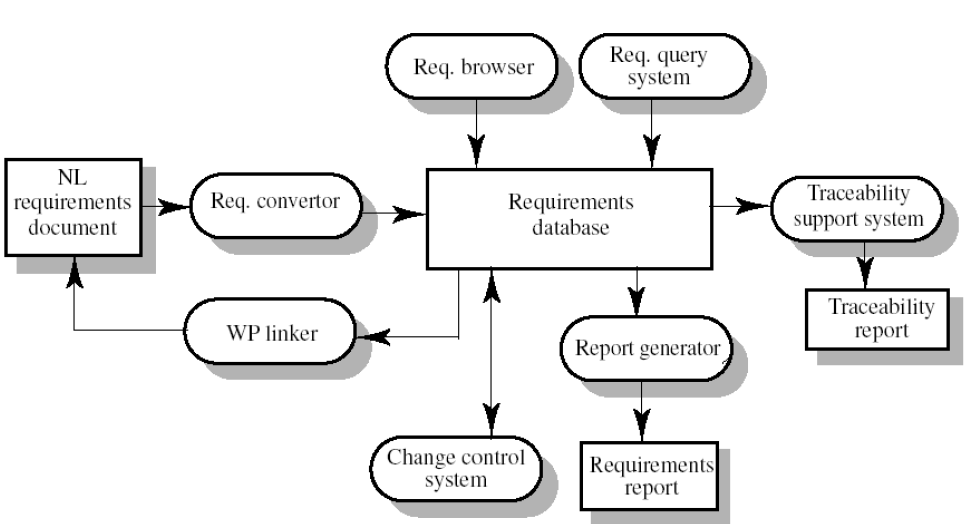 Req. browser
Req. query
system
NL
requirements
document
Req. convertor
Requirements
database
Traceability
support system
WP linker
Report generator
Traceability
report
Change control
system
Requirements
report